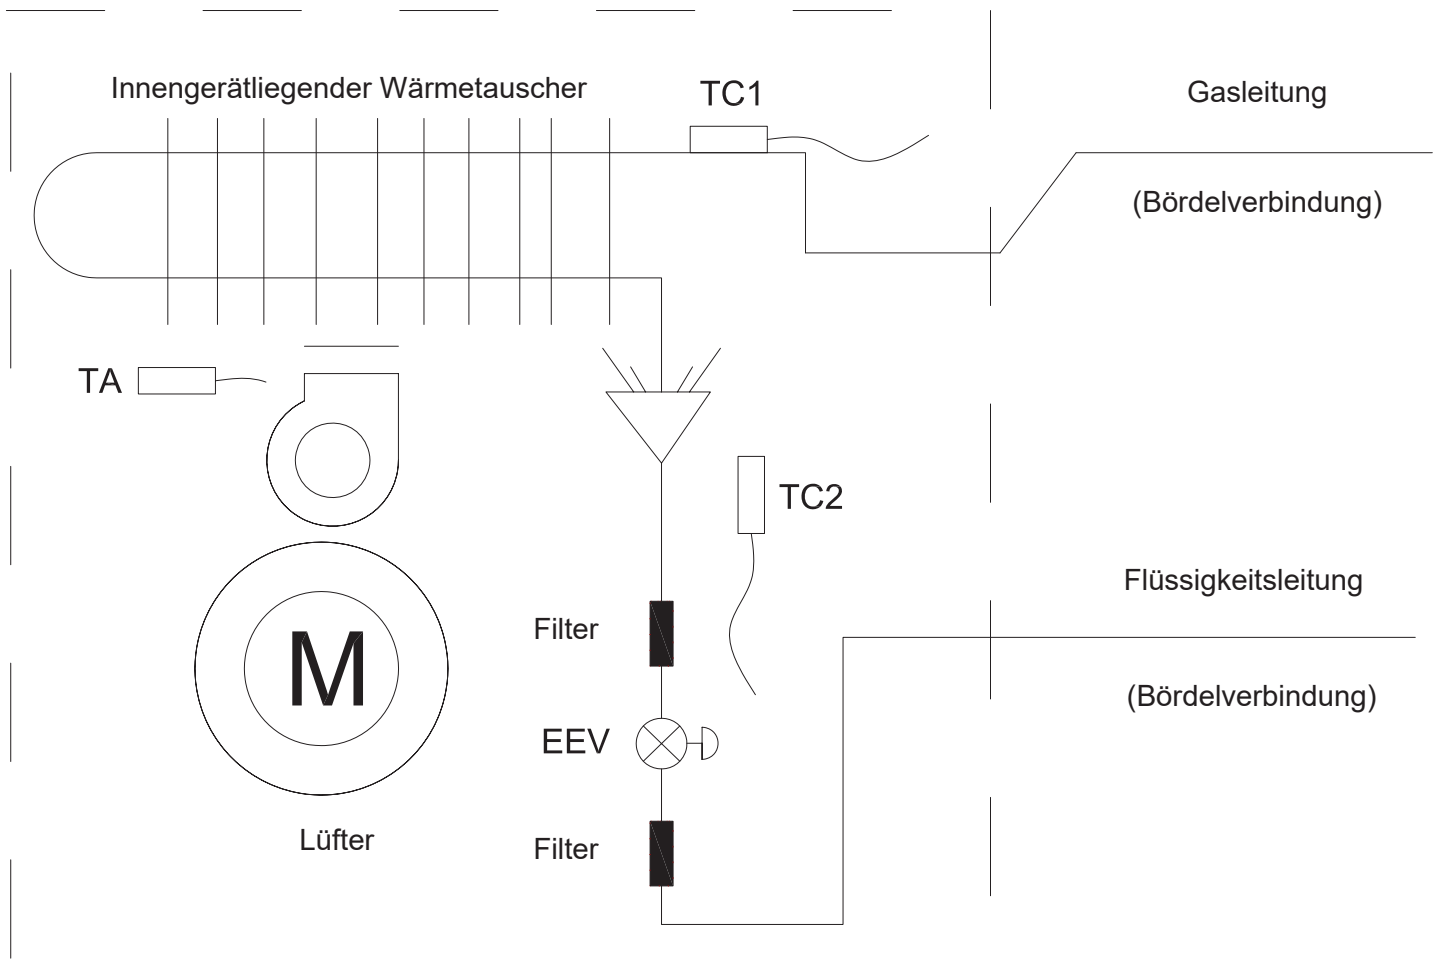 Innengerätliegender Wärmetauscher
TC1
Gasleitung
(Bördelverbindung)
TA
TC2
Flüssigkeitsleitung
Filter
M
(Bördelverbindung)
EEV
Lüfter
Filter